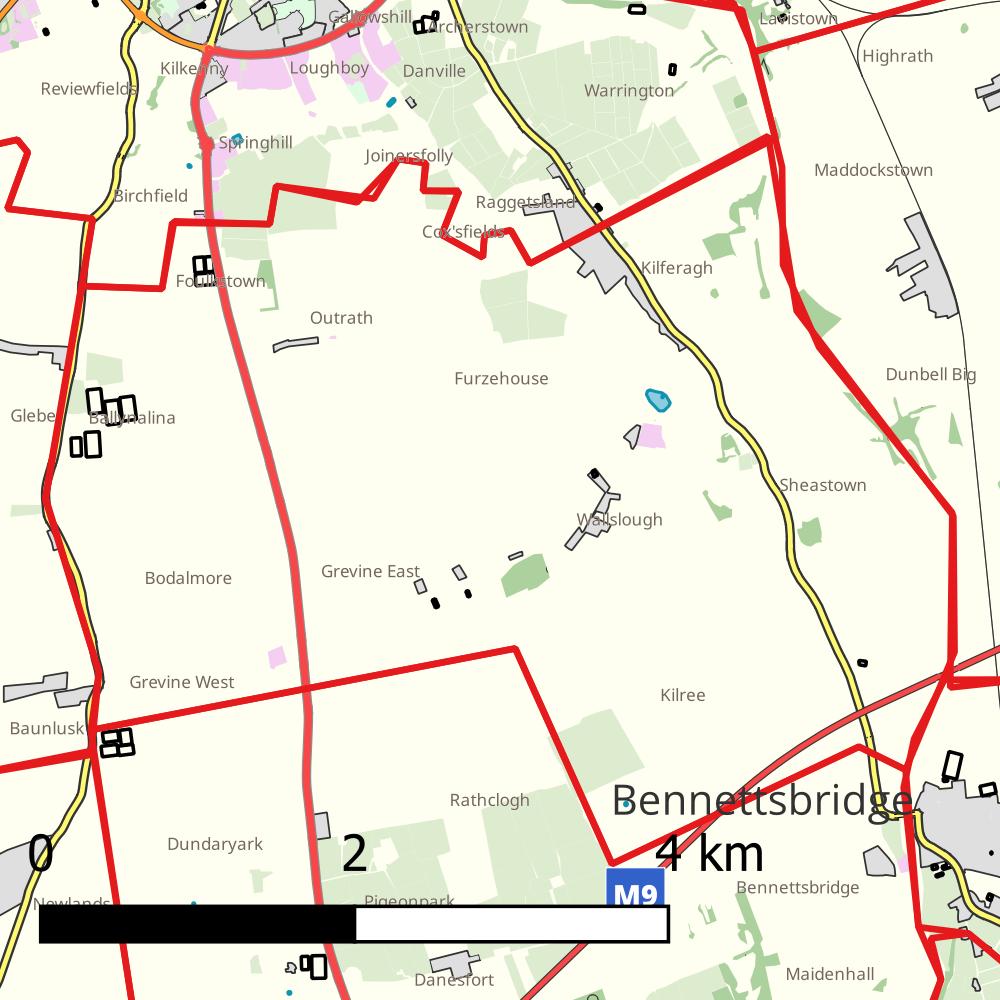 Gallowshill
Archerstown
Lavistown
Highrath
Kilkenny
Loughboy
Danville
Reviewfields
Warrington
Springhill
Joinersfolly
Maddockstown
Birchfield
Raggetsland
Cox'sfields
Kilferagh
Foulkstown
Outrath
Furzehouse
Dunbell Big
Glebe
Ballynalina
Sheastown
Wallslough
Bodalmore
Grevine East
Grevine West
Kilree
Baunlusk
Rathclogh
Bennettsbridge
Dundaryark
0
2
4 km
Bennettsbridge
M9
Newlands
Pigeonpark
Danesfort
Maidenhall